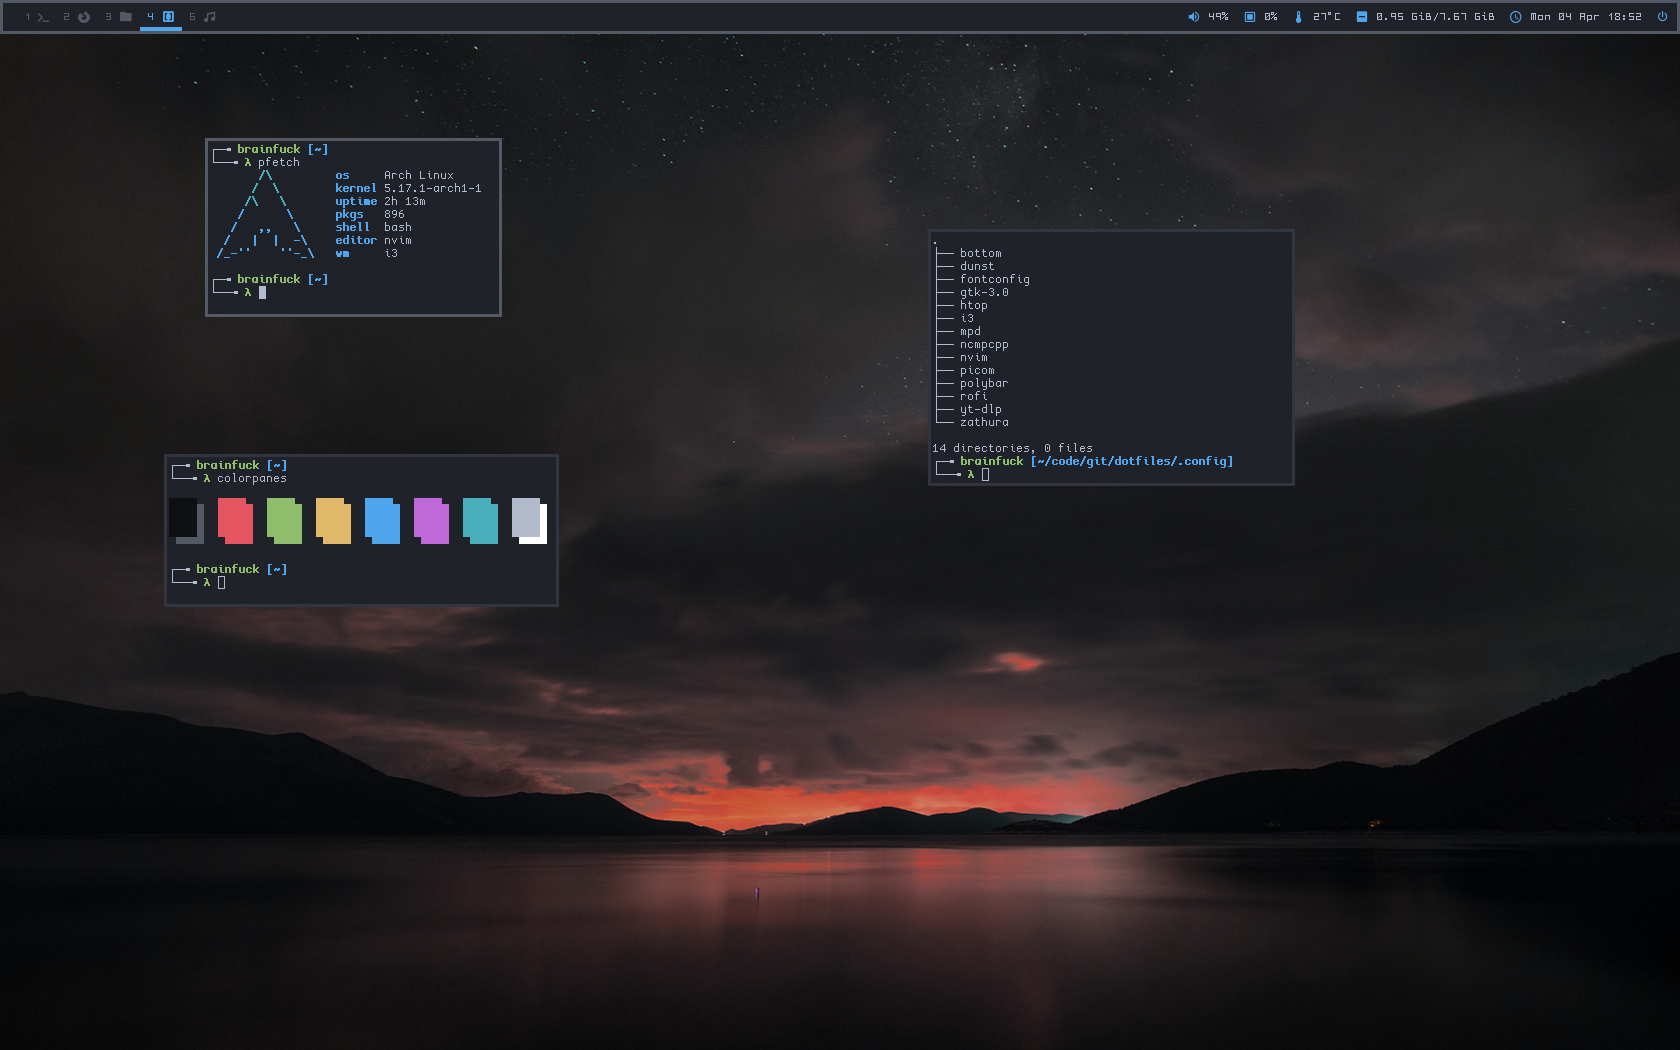 1 2 3 4 6 49% 0% 27°C 0.95 GiB/7.67 GiB Mon 04 Apr 18:52
brainfuck [~]
λ pfetch
os Arch Linux
kernel 5.17.1-arch1-1
uptime 2h 13m
pkgs 896
shell bash
editor nvim
wm i3
brainfuck [~]
λ
.
├── bottom
├── dunst
├── fontconfig
├── gtk-3.0
├── htop
├── i3
├── mpd
├── ncmpcpp
├── nvim
├── picom
├── polybar
├── rofi
├── yt-dlp
└── zathura
14 directories, 0 files
brainfuck [~/code/git/dotfiles/.config]
λ
brainfuck [~]
λ colorpanes
brainfuck [~]
λ